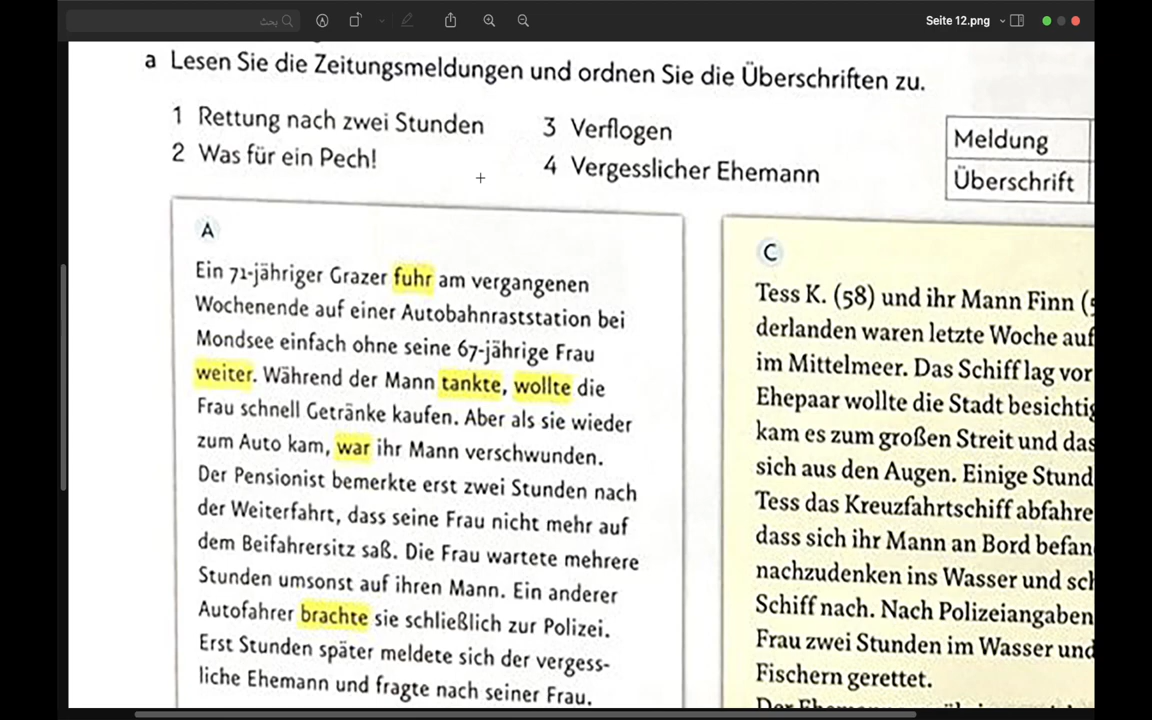 بحث
Seite 12.png
a Lesen Sie die Zeitungsmeldungen und ordnen Sie die Überschriften zu.
1 Rettung nach zwei Stunden
2 Was für ein Pech!
3 Verflogen
4 Vergesslicher Ehemann
Meldung
Überschrift
A
Ein 71-jähriger Grazer fuhr am vergangenen
Wochenende auf einer Autobahnraststation bei
Mondsee einfach ohne seine 67-jährige Frau
weiter. Während der Mann tankte, wollte die
Frau schnell Getränke kaufen. Aber als sie wieder
zum Auto kam, war ihr Mann verschwunden.
Der Pensionist bemerkte erst zwei Stunden nach
der Weiterfahrt, dass seine Frau nicht mehr auf
dem Beifahrersitz saß. Die Frau wartete mehrere
Stunden umsonst auf ihren Mann. Ein anderer
Autofahrer brachte sie schließlich zur Polizei.
Erst Stunden später meldete sich der vergess-
liche Ehemann und fragte nach seiner Frau.
C
Tess K. (58) und ihr Mann Finn (
derlanden waren letzte Woche auf
im Mittelmeer. Das Schiff lag vor
Ehepaar wollte die Stadt besichtig
kam es zum großen Streit und das
sich aus den Augen. Einige Stund
Tess das Kreuzfahrtschiff abfahre
dass sich ihr Mann an Bord befan
nachzudenken ins Wasser und sch
Schiff nach. Nach Polizeiangaben
Frau zwei Stunden im Wasser und
Fischern gerettet.